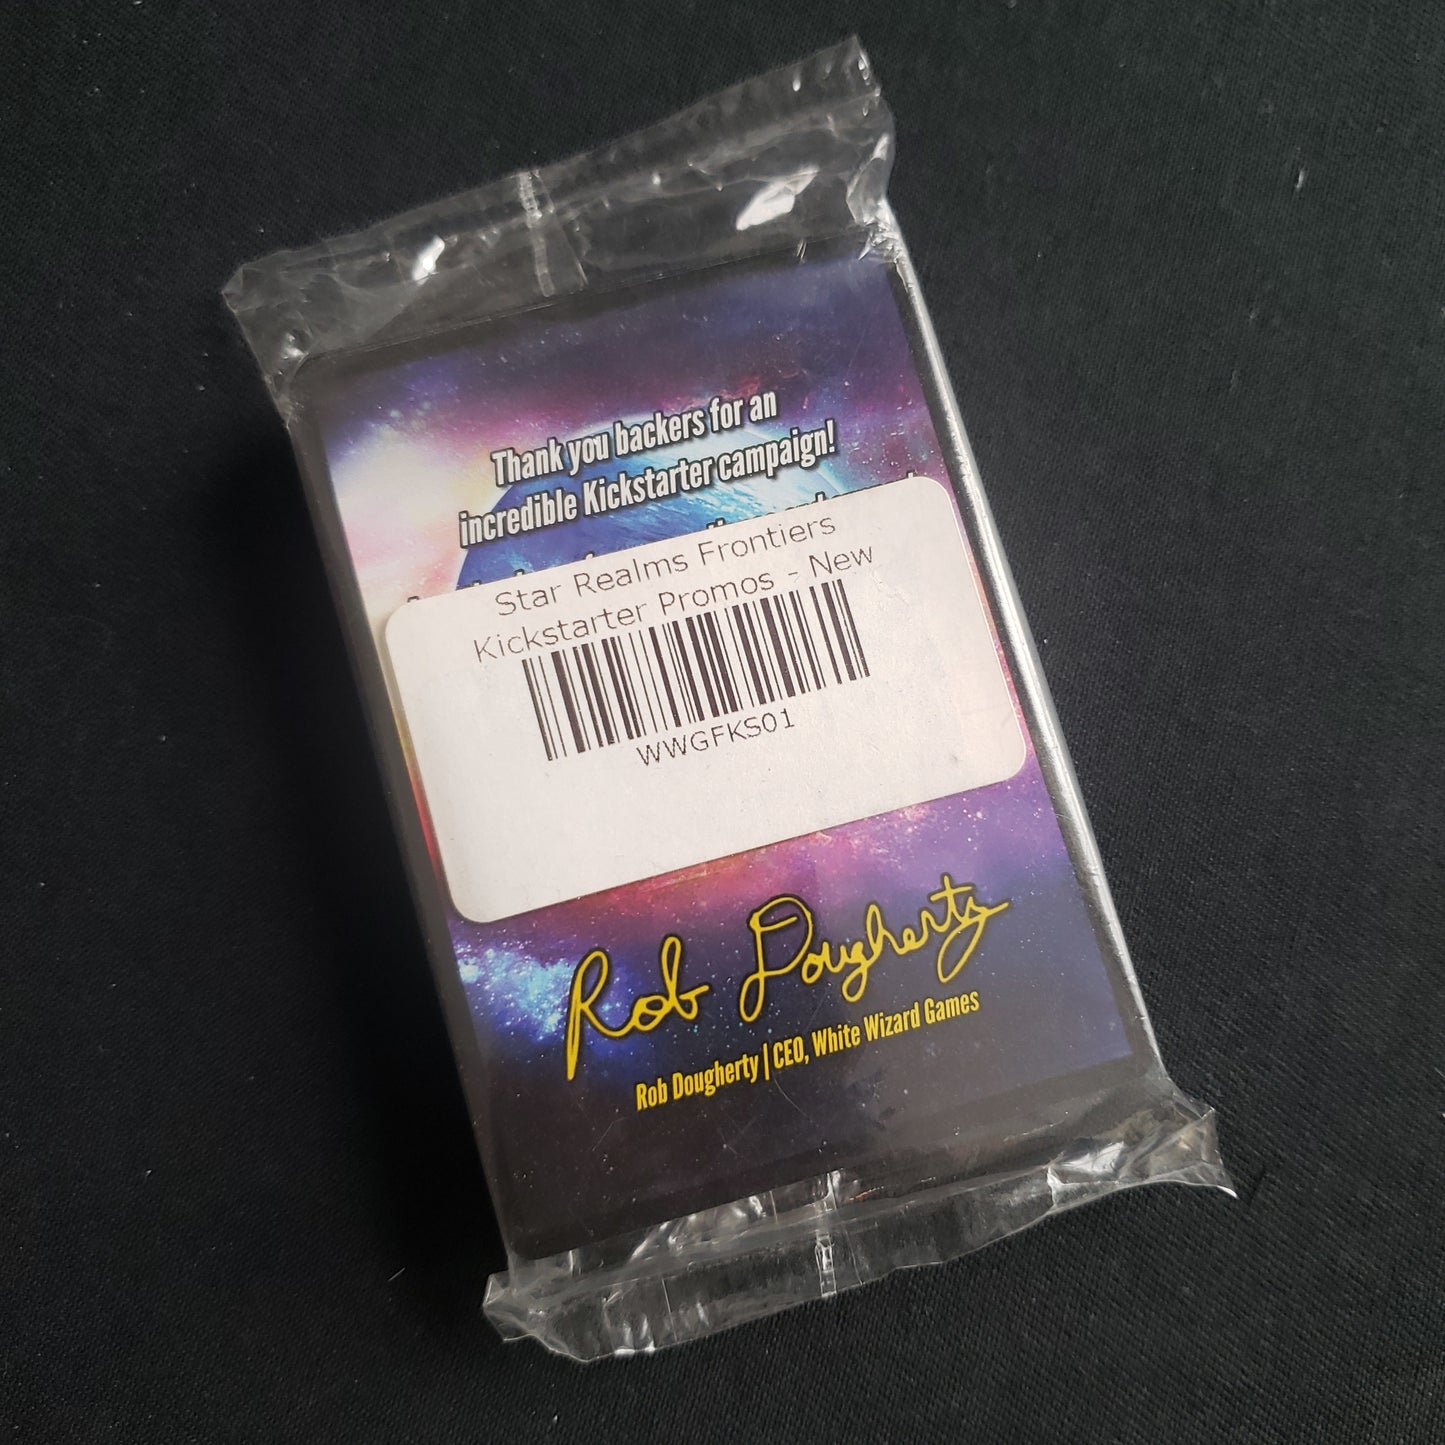 Thank you backers for an
incredible Kickstarter campaign!
Star Realms Frontiers
Kickstarter Promos - New
WWGFKS01
Rob Dougherty
Rob Dougherty | CEO, White Wizard Games